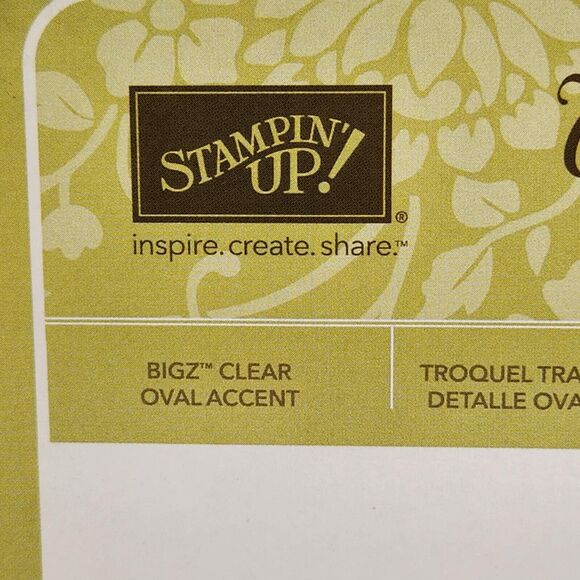 STAMPIN'
UP!®
inspire. create. share.™
BIGZ™ CLEAR
OVAL ACCENT
TROQUEL TRA
DETALLE OVA